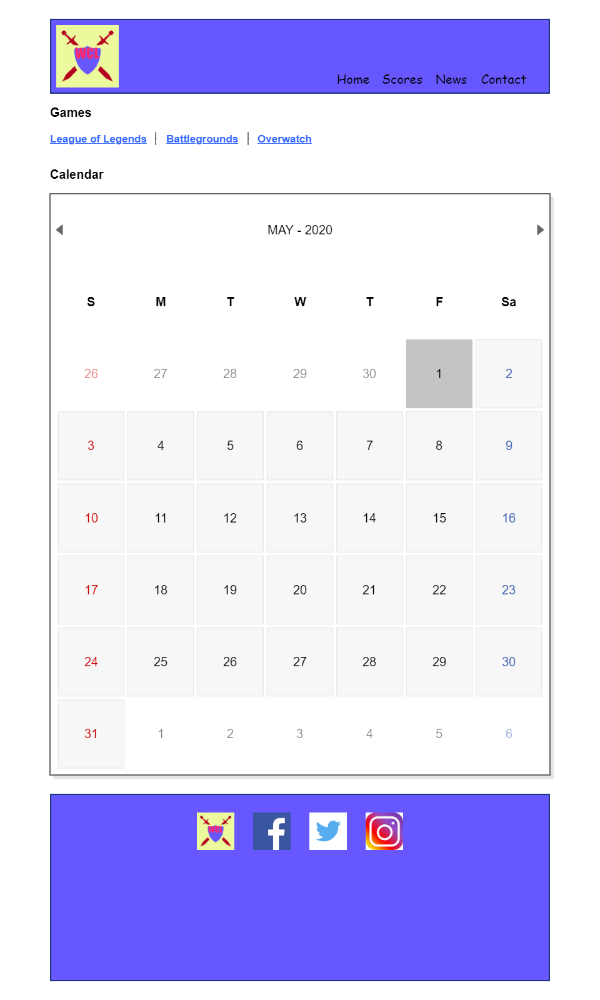 WCL
Home Scores News Contact
Games
League of Legends | Battlegrounds | Overwatch
Calendar
MAY - 2020
S M T W T F Sa
26 27 28 29 30 1 2
3 4 5 6 7 8 9
10 11 12 13 14 15 16
17 18 19 20 21 22 23
24 25 26 27 28 29 30
31 1 2 3 4 5 6
WCL